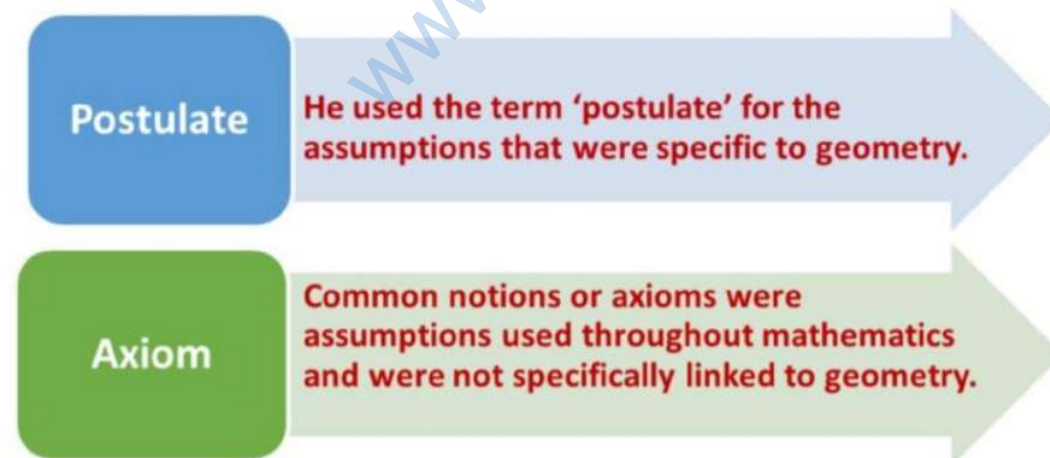 www
Postulate
He used the term ‘postulate’ for the
assumptions that were specific to geometry.
Axiom
Common notions or axioms were
assumptions used throughout mathematics
and were not specifically linked to geometry.